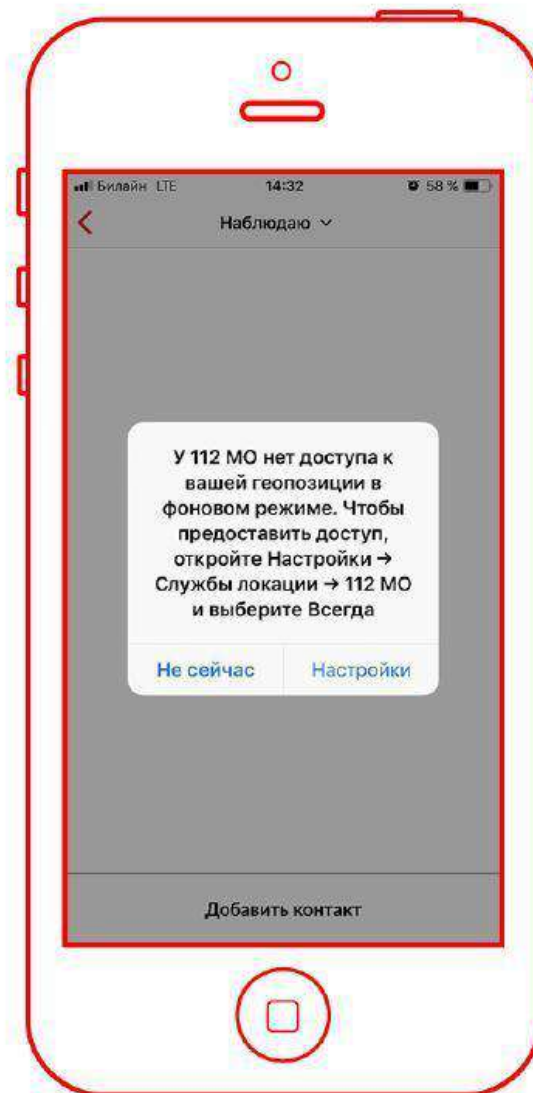 Билайн LTE 14:32 58 %
Наблюдаю
У 112 МО нет доступа к
вашей геопозиции в
фоновом режиме. Чтобы
предоставить доступ,
откройте Настройки →
Службы локации → 112 МО
и выберите Всегда
Не сейчас Настройки
Добавить контакт